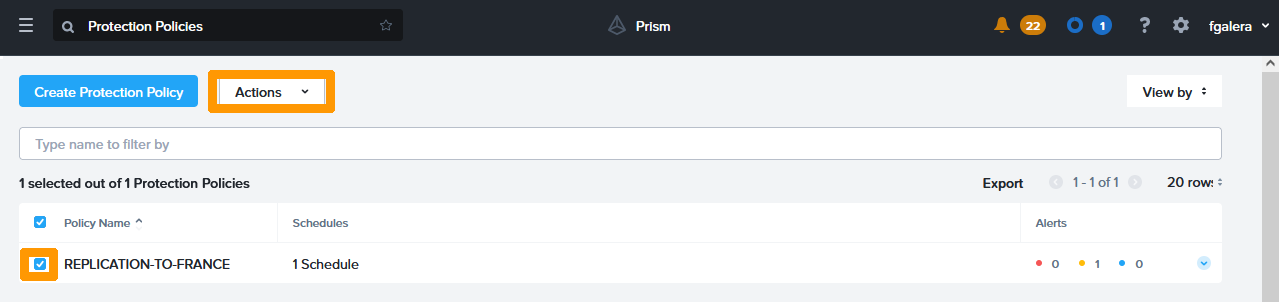 Protection Policies
Prism
22
1
?
fgalera
Create Protection Policy
Actions
View by
Type name to filter by
1 selected out of 1 Protection Policies
Export
1 - 1 of 1
20 rows
Policy Name
Schedules
Alerts
REPLICATION-TO-FRANCE
1 Schedule
0
1
0